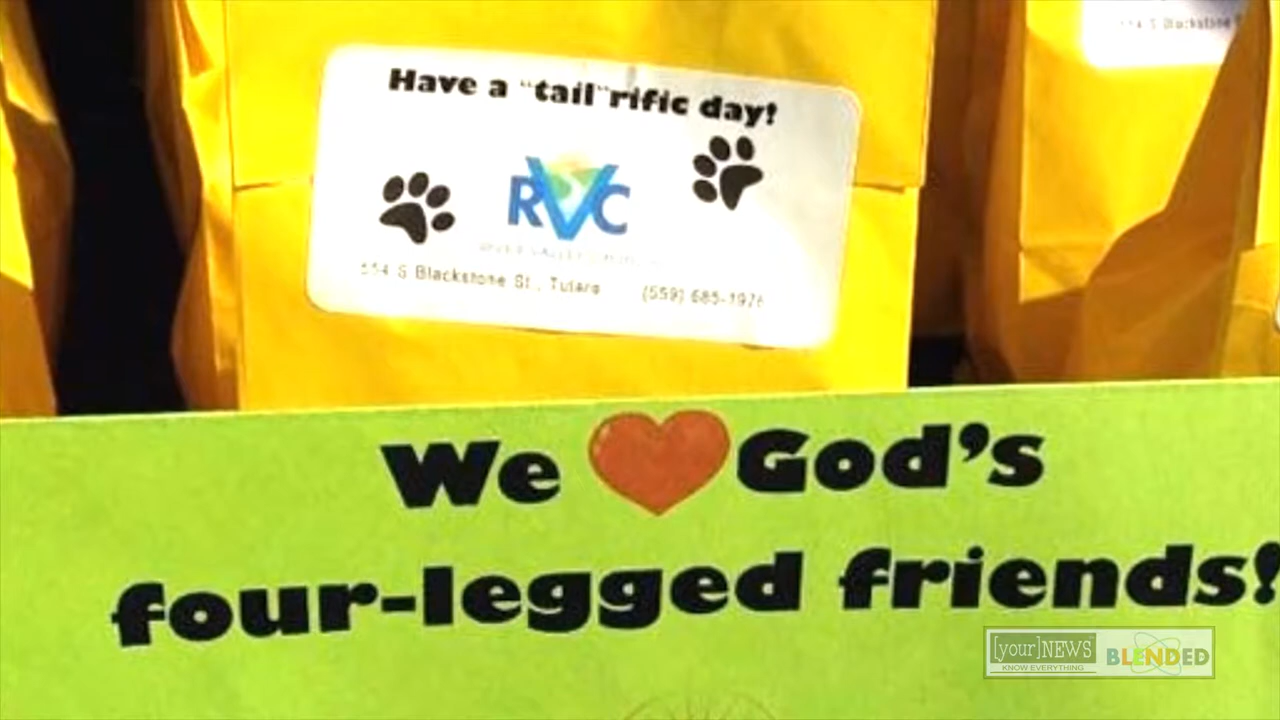 Have a "tail"rific day!
RVC
S Blackstone St., Tulare (559) 685-1976
S Blackstone
We God's
four-legged friends!
[your]NEWS
KNOW EVERYTHING
BLENDED